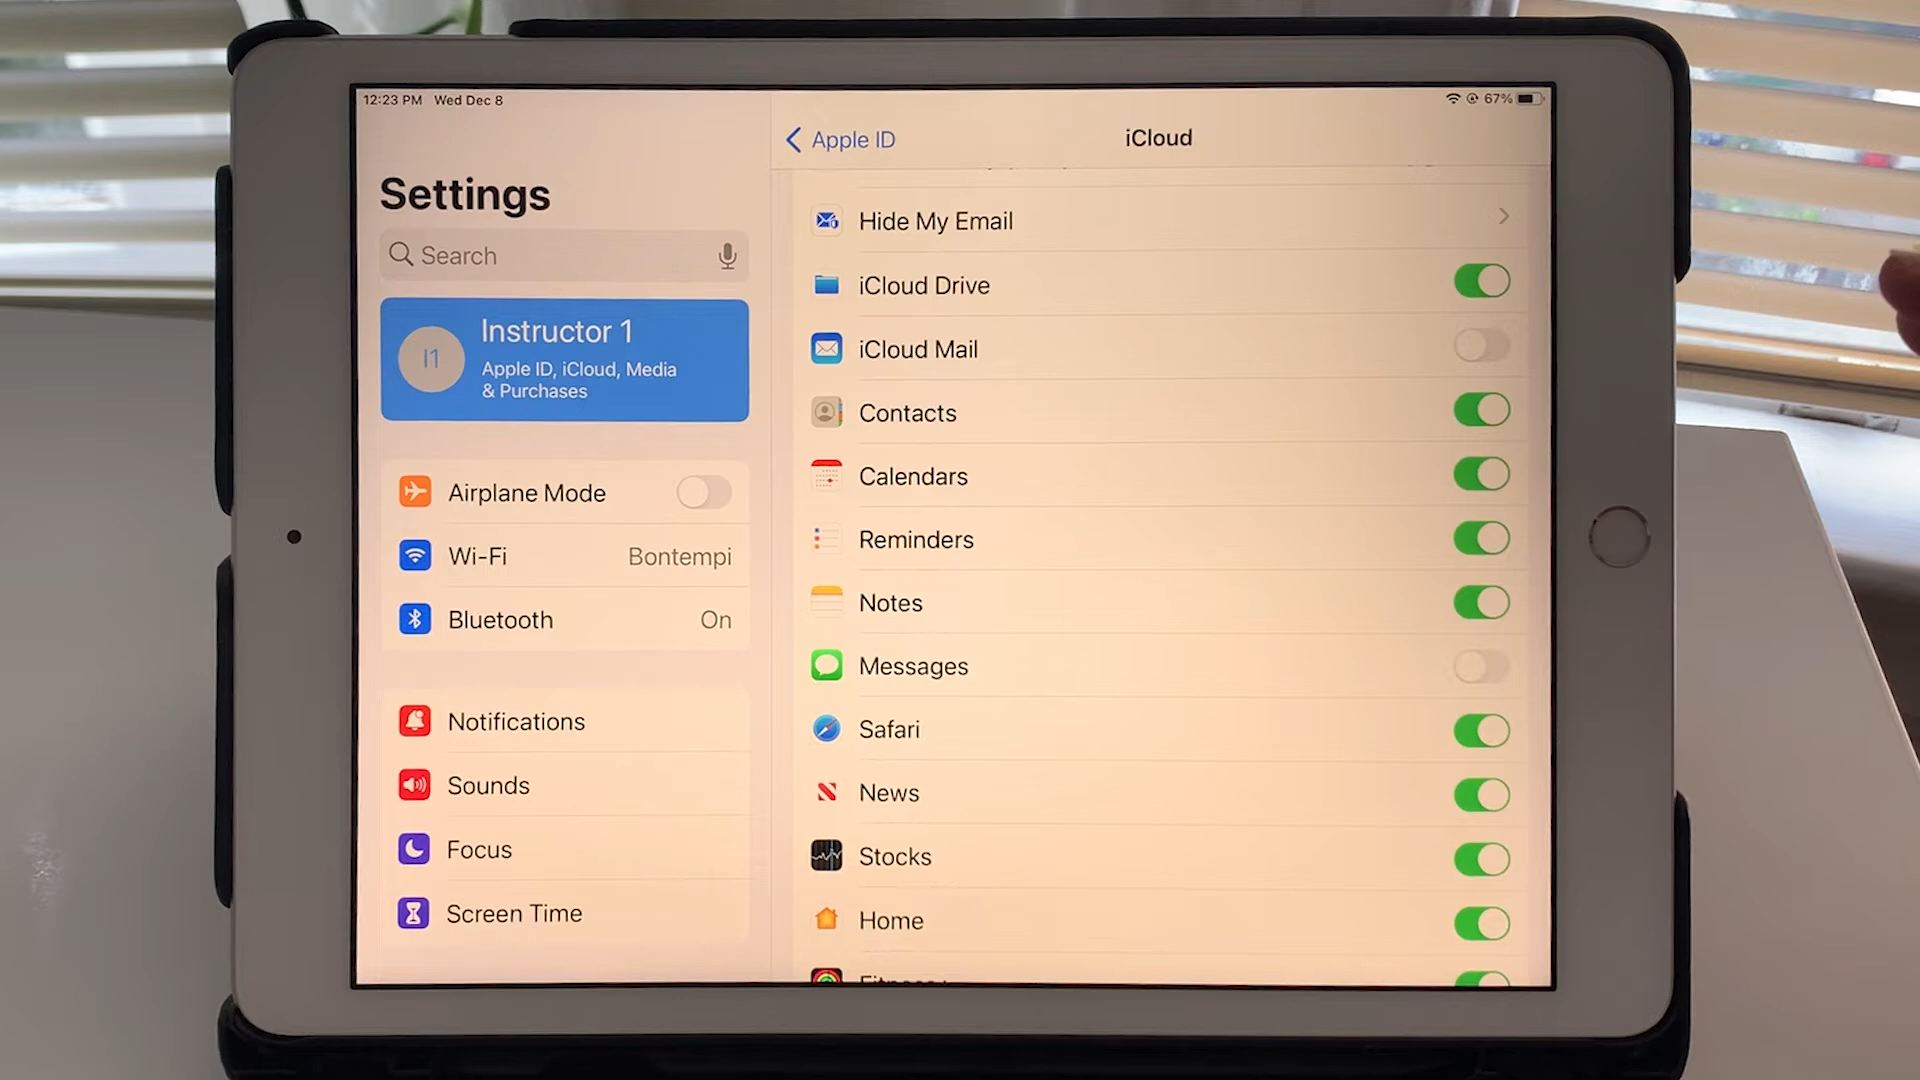 12:23 PM Wed Dec 8
67%
Settings
Search
I1
Instructor 1
Apple ID, iCloud, Media
& Purchases
Airplane Mode
Wi-Fi Bontempi
Bluetooth On
Notifications
Sounds
Focus
Screen Time
Apple ID
iCloud
Hide My Email
iCloud Drive
iCloud Mail
Contacts
Calendars
Reminders
Notes
Messages
Safari
News
Stocks
Home